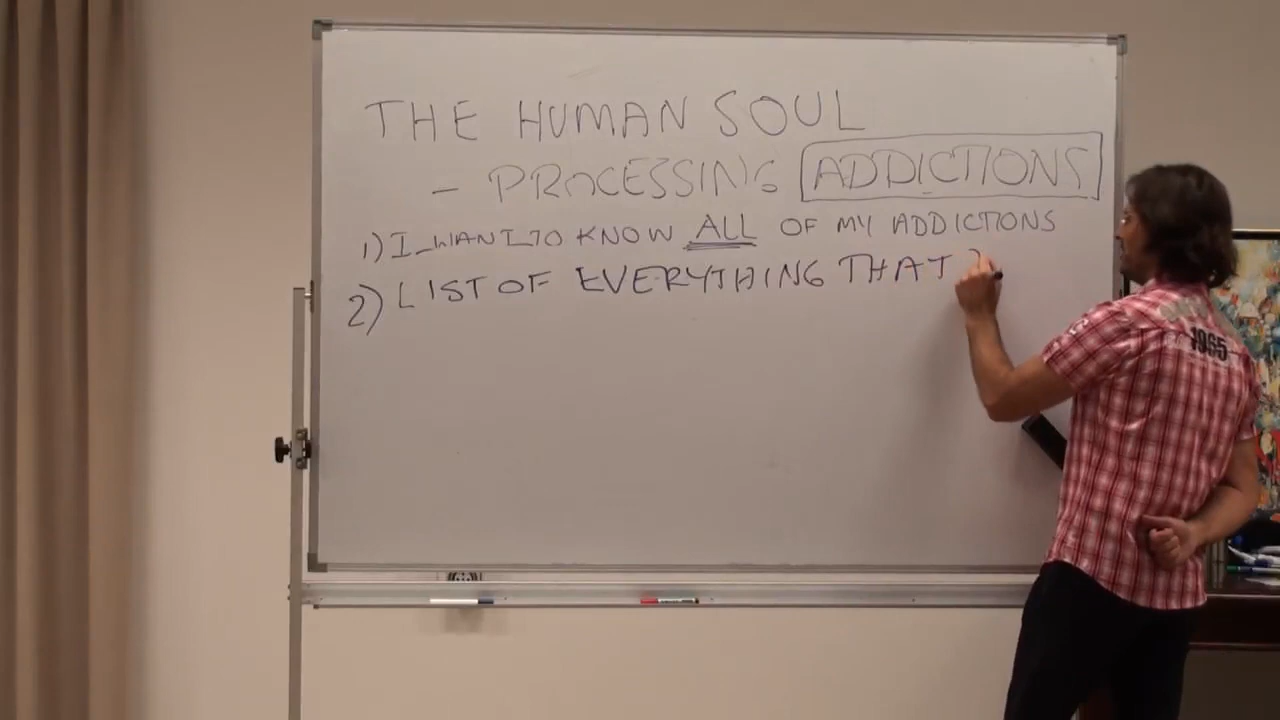 THE HUMAN SOUL
- PROCESSING ADDICTIONS
1) I WANT TO KNOW ALL OF MY ADDICTIONS
2) LIST OF EVERYTHING THAT
1965